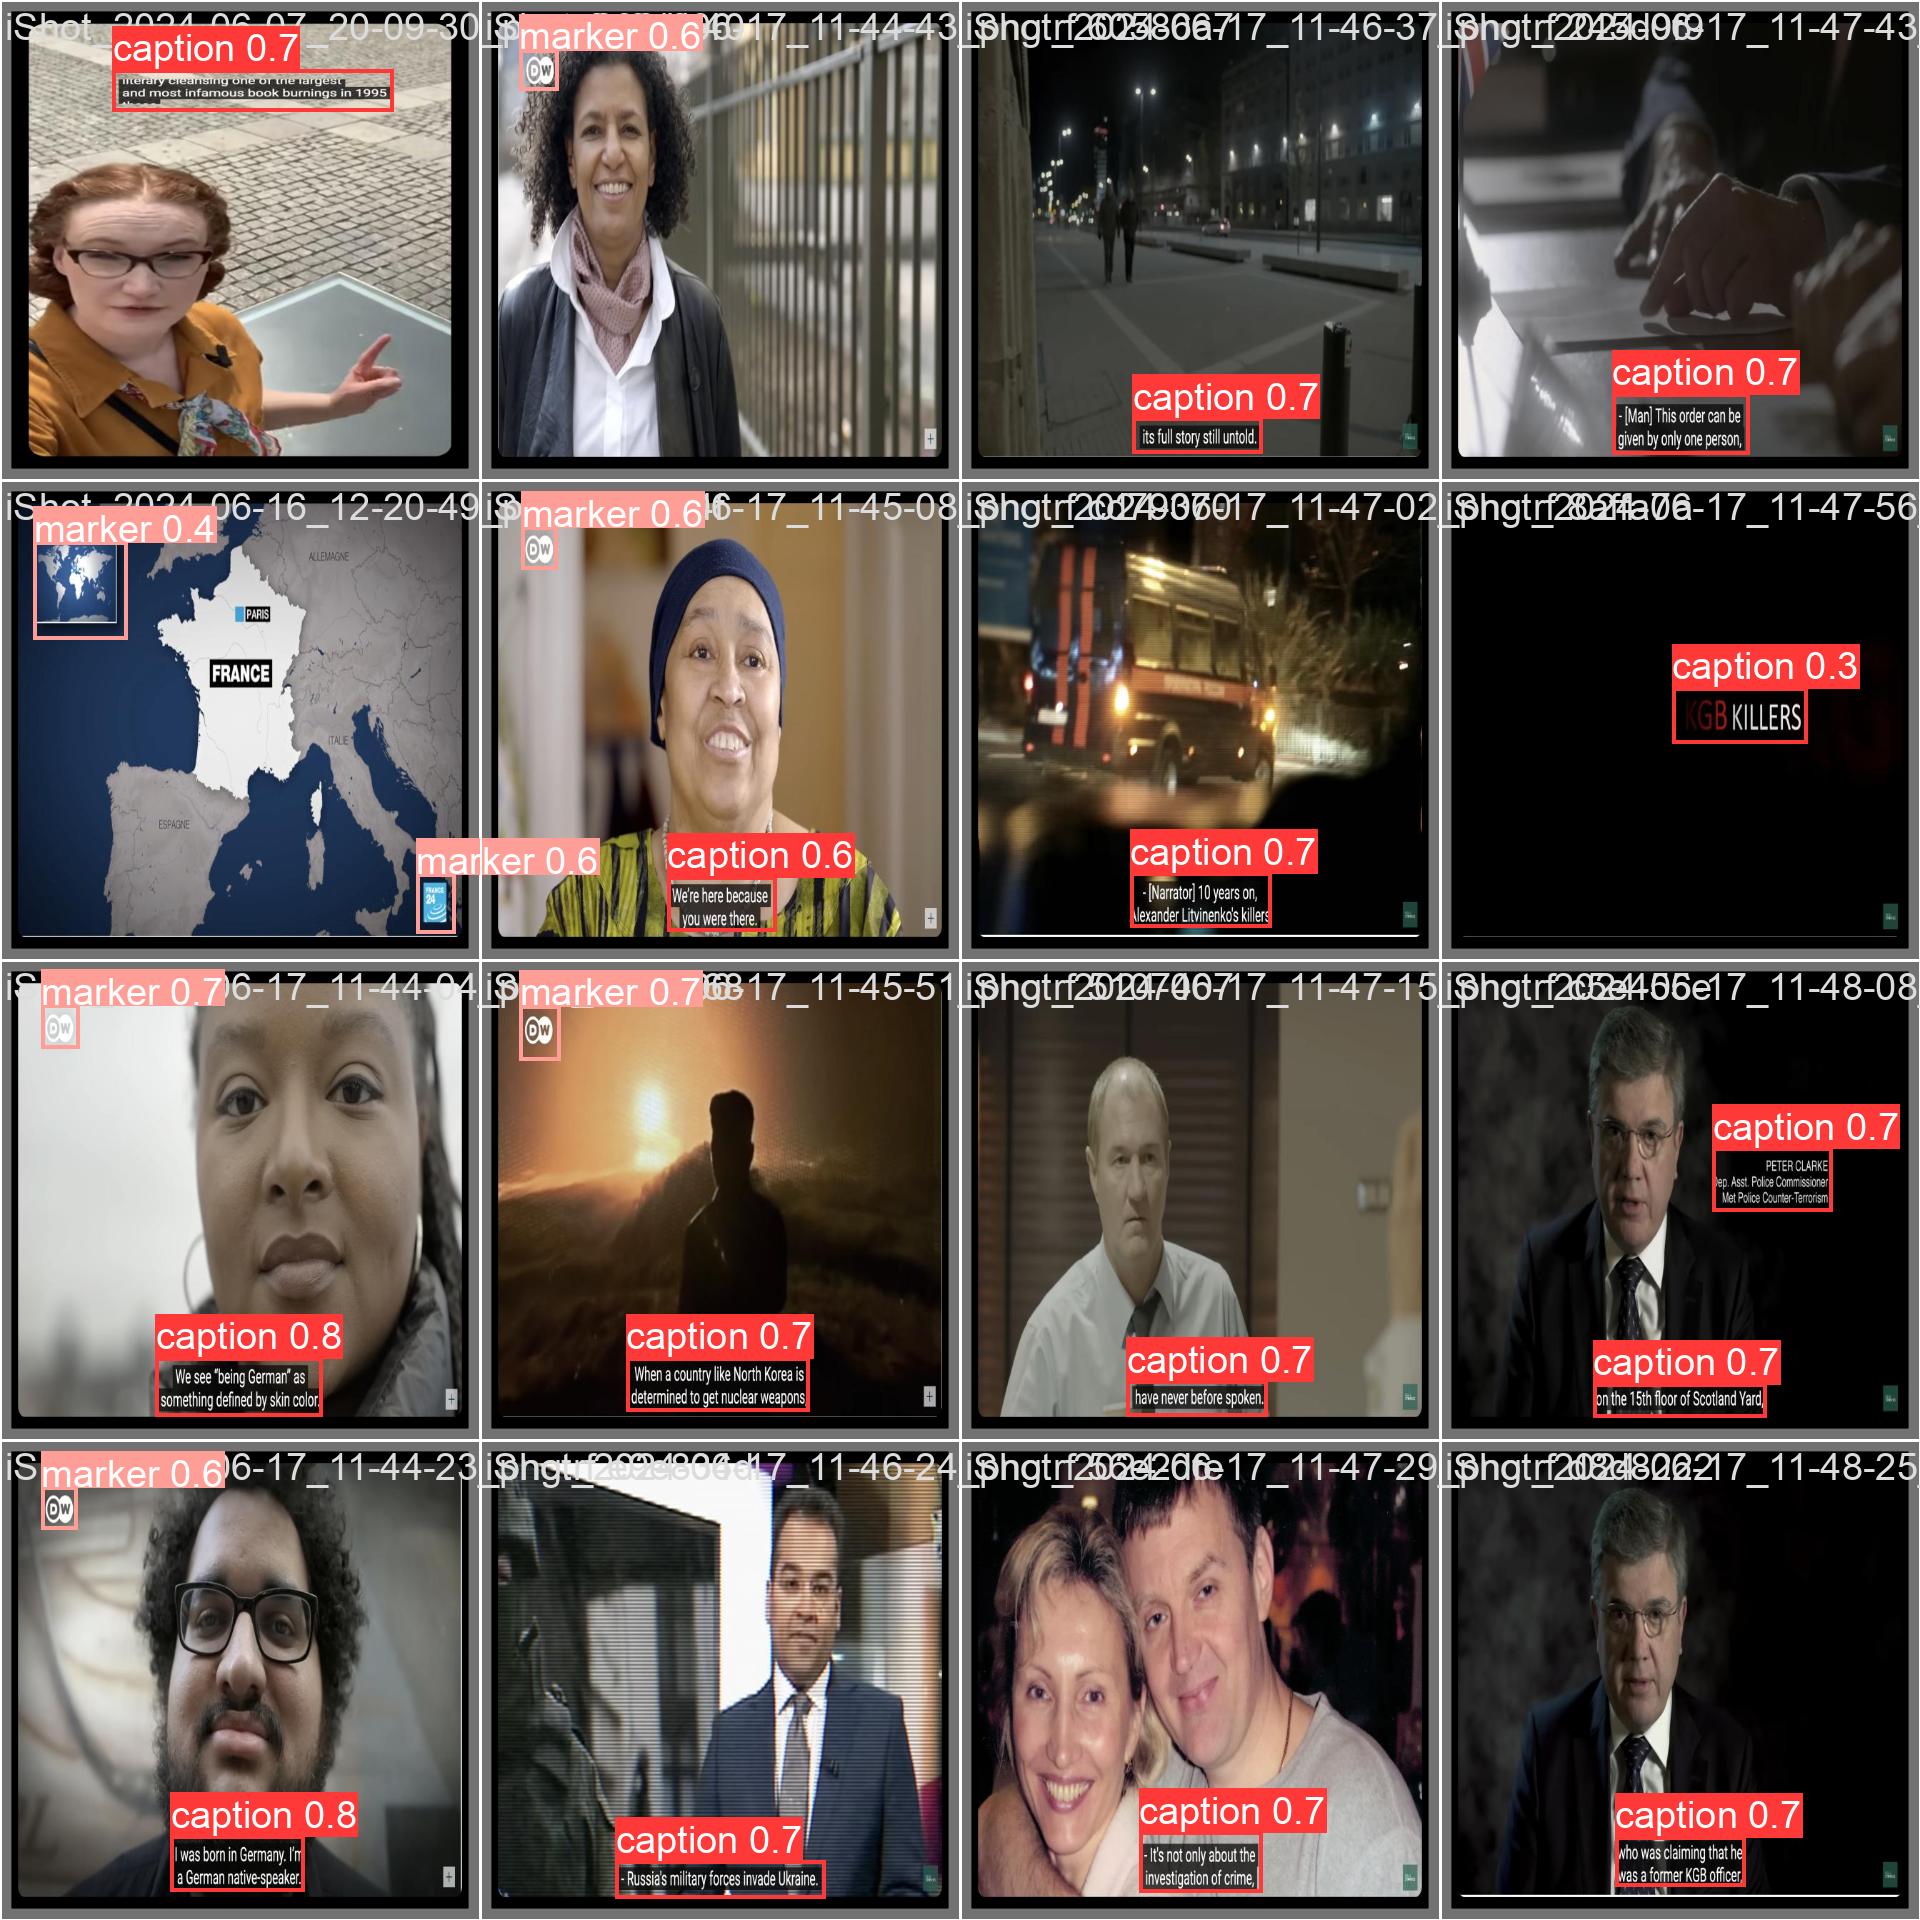 caption 0.7
literary cleansing one of the largest
and most infamous book burnings in 1995
marker 0.6
DW
caption 0.7
its full story still untold.
caption 0.7
- [Man] This order can be
given by only one person,
marker 0.4
ALLEMAGNE
PARIS
FRANCE
ITALIE
ESPAGNE
marker 0.6
FRANCE
24
marker 0.6
DW
caption 0.6
We're here because
you were there.
caption 0.7
- [Narrator] 10 years on,
Alexander Litvinenko's killers
caption 0.3
KGB KILLERS
marker 0.7
DW
caption 0.8
We see "being German" as
something defined by skin color.
marker 0.7
DW
caption 0.7
When a country like North Korea is
determined to get nuclear weapons
caption 0.7
have never before spoken.
caption 0.7
PETER CLARKE
Dep. Asst. Police Commissioner
Met Police Counter-Terrorism
caption 0.7
on the 15th floor of Scotland Yard,
marker 0.6
DW
caption 0.8
I was born in Germany. I'm
a German native-speaker.
caption 0.7
- Russia's military forces invade Ukraine.
caption 0.7
- It's not only about the
investigation of crime,
caption 0.7
who was claiming that he
was a former KGB officer,